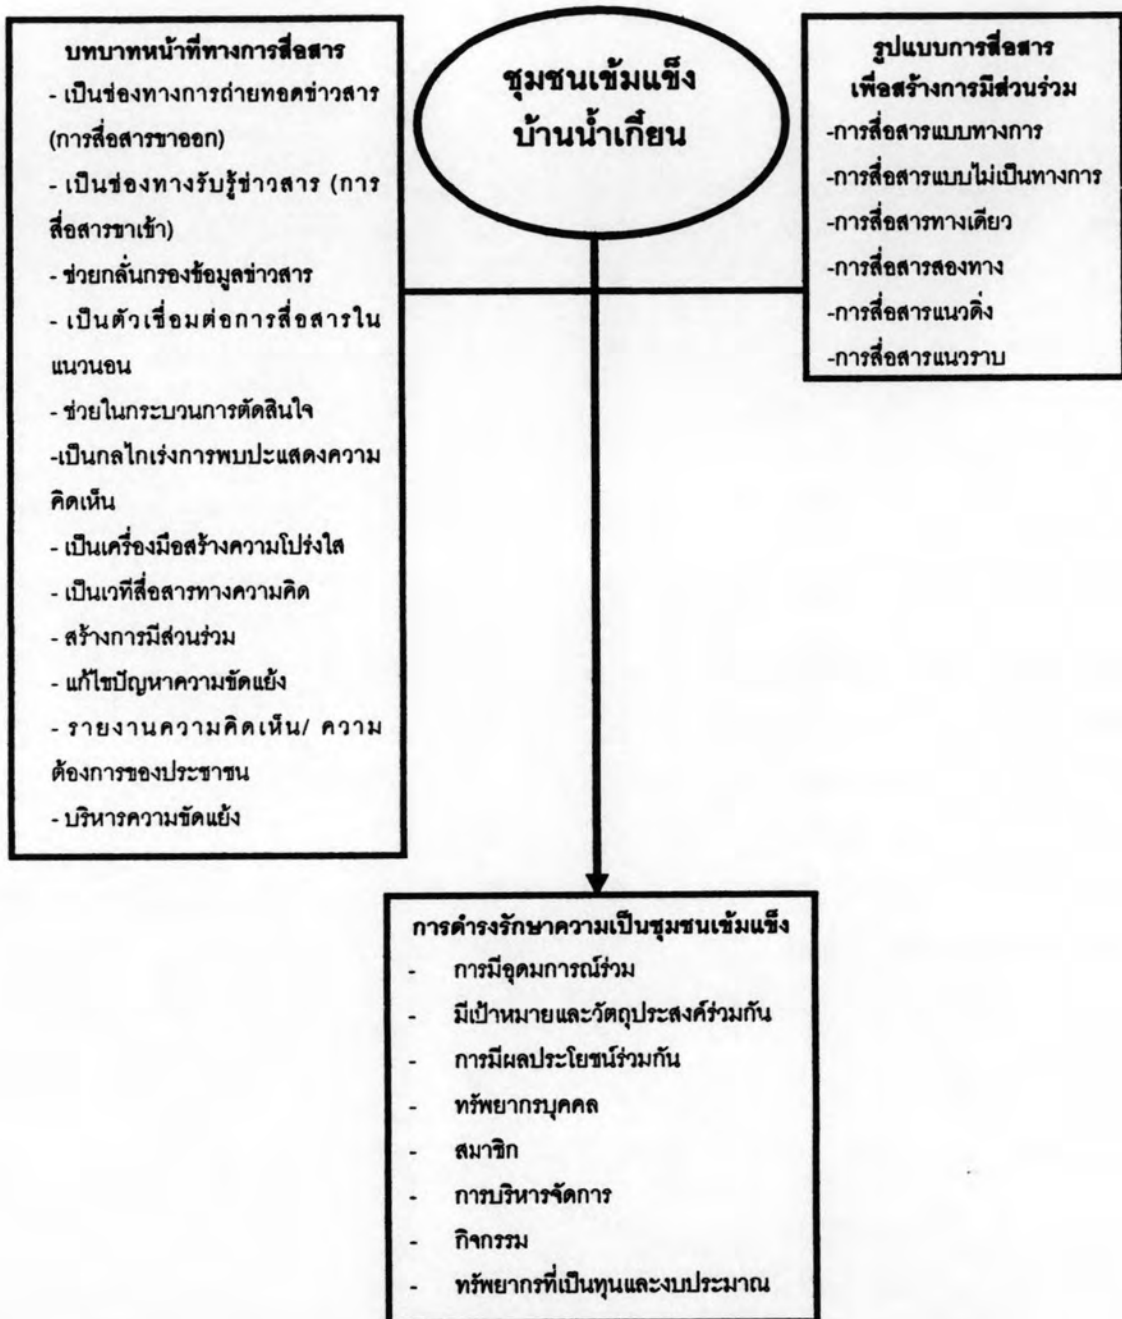 บทบาทหน้าที่ทางการสื่อสาร
- เป็นช่องทางการถ่ายทอดข่าวสาร
(การสื่อสารขาออก)
- เป็นช่องทางรับรู้ข่าวสาร (การ
สื่อสารขาเข้า)
- ช่วยกลั่นกรองข้อมูลข่าวสาร
- เป็นตัวเชื่อมต่อการสื่อสารใน
แนวนอน
- ช่วยในกระบวนการตัดสินใจ
-เป็นกลไกเร่งการพบปะแสดงความ
คิดเห็น
- เป็นเครื่องมือสร้างความโปร่งใส
- เป็นเวทีสื่อสารทางความคิด
- สร้างการมีส่วนร่วม
- แก้ไขปัญหาความขัดแย้ง
- รายงานความคิดเห็น/ ความ
ต้องการของประชาชน
- บริหารความขัดแย้ง
ชุมชนเข้มแข็ง
บ้านน้ำเกี๋ยน
รูปแบบการสื่อสาร
เพื่อสร้างการมีส่วนร่วม
-การสื่อสารแบบทางการ
-การสื่อสารแบบไม่เป็นทางการ
-การสื่อสารทางเดียว
-การสื่อสารสองทาง
-การสื่อสารแนวดิ่ง
-การสื่อสารแนวราบ
การดำรงรักษาความเป็นชุมชนเข้มแข็ง
- การมีอุดมการณ์ร่วม
- มีเป้าหมายและวัตถุประสงค์ร่วมกัน
- การมีผลประโยชน์ร่วมกัน
- ทรัพยากรบุคคล
- สมาชิก
- การบริหารจัดการ
- กิจกรรม
- ทรัพยากรที่เป็นทุนและงบประมาณ